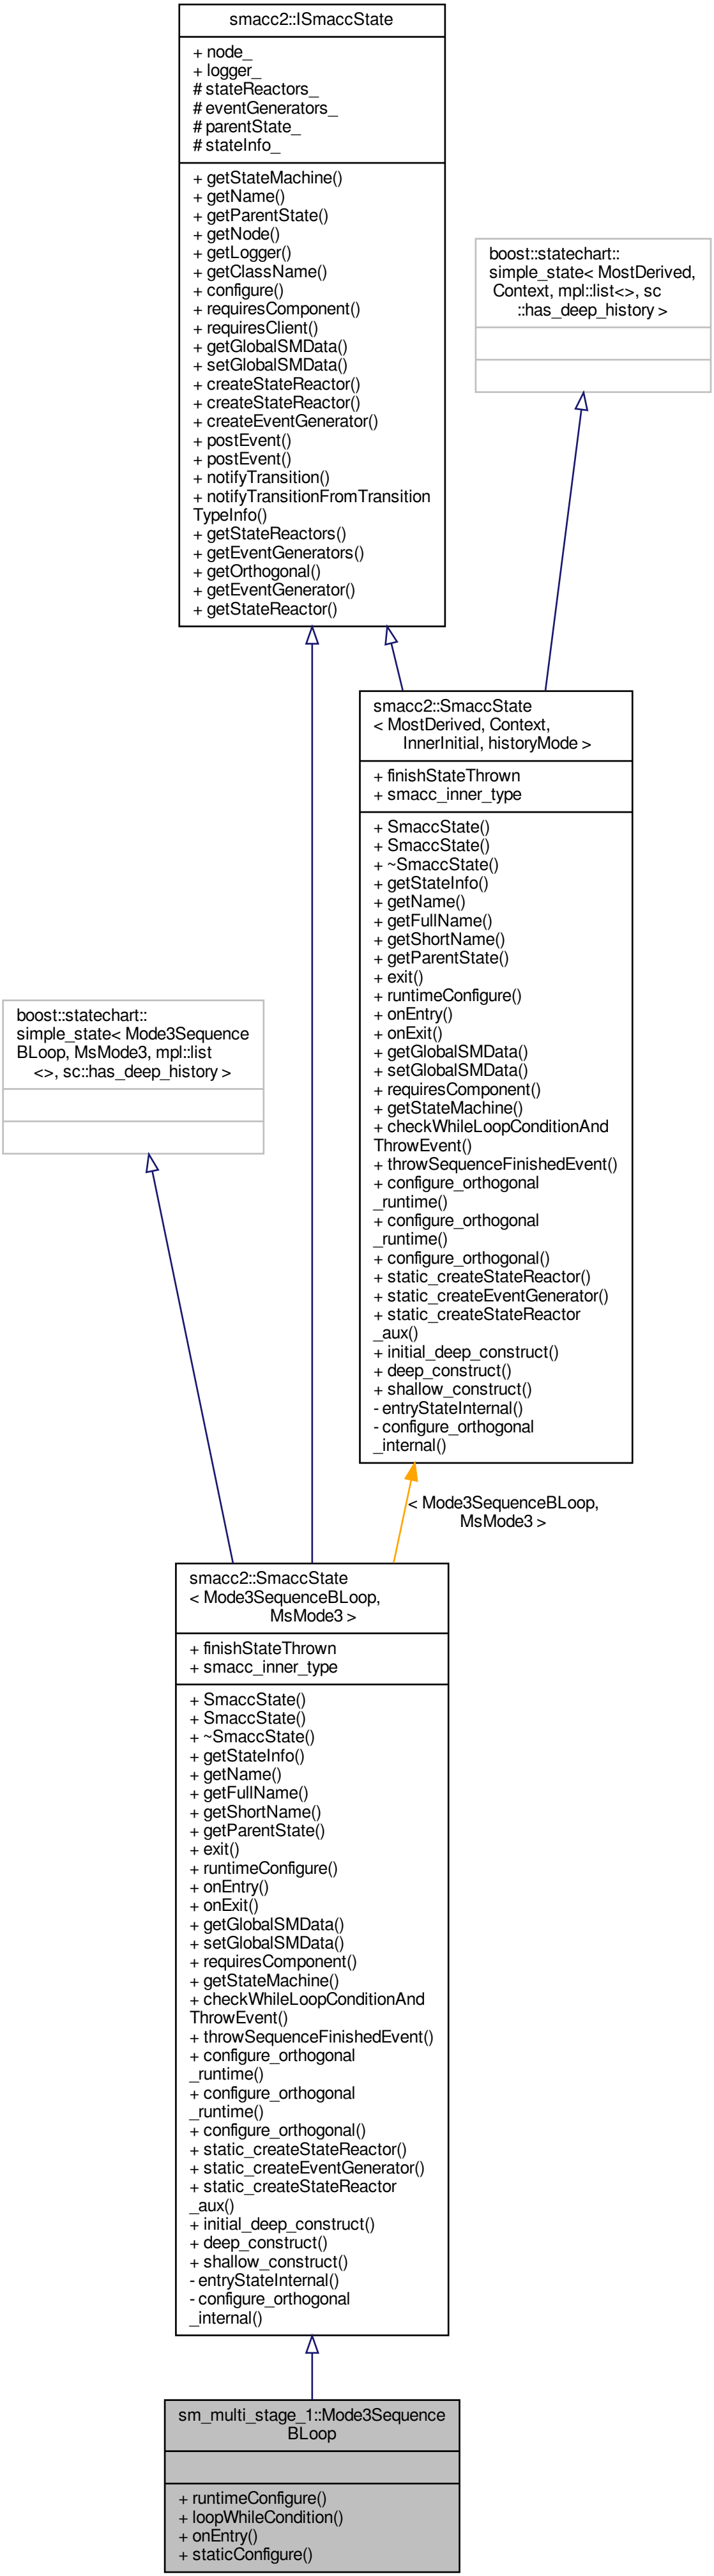 smacc2::ISmaccState
+ node_
+ logger_
# stateReactors_
# eventGenerators_
# parentState_
# stateInfo_
+ getStateMachine()
+ getName()
+ getParentState()
+ getNode()
+ getLogger()
+ getClassName()
+ configure()
+ requiresComponent()
+ requiresClient()
+ getGlobalSMData()
+ setGlobalSMData()
+ createStateReactor()
+ createStateReactor()
+ createEventGenerator()
+ postEvent()
+ postEvent()
+ notifyTransition()
+ notifyTransitionFromTransition
TypeInfo()
+ getStateReactors()
+ getEventGenerators()
+ getOrthogonal()
+ getEventGenerator()
+ getStateReactor()
boost::statechart::
simple_state< MostDerived,
Context, mpl::list<>, sc
::has_deep_history >
smacc2::SmaccState
< MostDerived, Context,
InnerInitial, historyMode >
+ finishStateThrown
+ smacc_inner_type
+ SmaccState()
+ SmaccState()
+ ~SmaccState()
+ getStateInfo()
+ getName()
+ getFullName()
+ getShortName()
+ getParentState()
+ exit()
+ runtimeConfigure()
+ onEntry()
+ onExit()
+ getGlobalSMData()
+ setGlobalSMData()
+ requiresComponent()
+ getStateMachine()
+ checkWhileLoopConditionAnd
ThrowEvent()
+ throwSequenceFinishedEvent()
+ configure_orthogonal
_runtime()
+ configure_orthogonal
_runtime()
+ configure_orthogonal()
+ static_createStateReactor()
+ static_createEventGenerator()
+ static_createStateReactor
_aux()
+ initial_deep_construct()
+ deep_construct()
+ shallow_construct()
- entryStateInternal()
- configure_orthogonal
_internal()
boost::statechart::
simple_state< Mode3Sequence
BLoop, MsMode3, mpl::list
<>, sc::has_deep_history >
< Mode3SequenceBLoop,
MsMode3 >
smacc2::SmaccState
< Mode3SequenceBLoop,
MsMode3 >
+ finishStateThrown
+ smacc_inner_type
+ SmaccState()
+ SmaccState()
+ ~SmaccState()
+ getStateInfo()
+ getName()
+ getFullName()
+ getShortName()
+ getParentState()
+ exit()
+ runtimeConfigure()
+ onEntry()
+ onExit()
+ getGlobalSMData()
+ setGlobalSMData()
+ requiresComponent()
+ getStateMachine()
+ checkWhileLoopConditionAnd
ThrowEvent()
+ throwSequenceFinishedEvent()
+ configure_orthogonal
_runtime()
+ configure_orthogonal
_runtime()
+ configure_orthogonal()
+ static_createStateReactor()
+ static_createEventGenerator()
+ static_createStateReactor
_aux()
+ initial_deep_construct()
+ deep_construct()
+ shallow_construct()
- entryStateInternal()
- configure_orthogonal
_internal()
sm_multi_stage_1::Mode3Sequence
BLoop
+ runtimeConfigure()
+ loopWhileCondition()
+ onEntry()
+ staticConfigure()